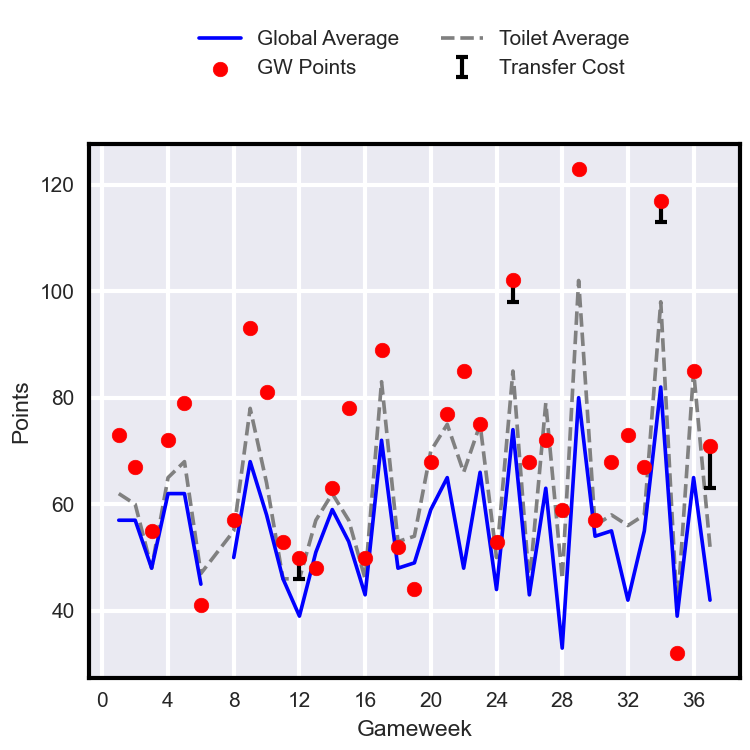 Global Average Toilet Average
GW Points Transfer Cost
Points
120
100
80
60
40
0 4 8 12 16 20 24 28 32 36
Gameweek